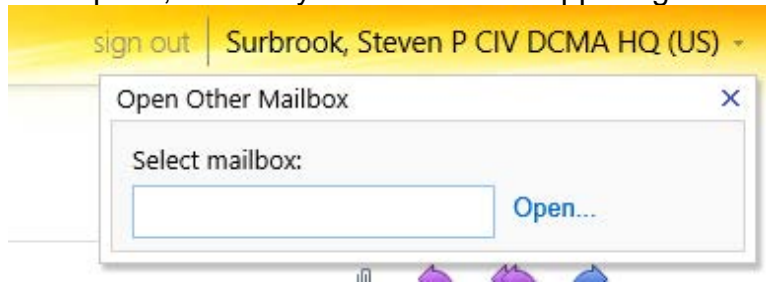 sign out | Surbrook, Steven P CIV DCMA HQ (US)
Open Other Mailbox
Select mailbox:
Open...